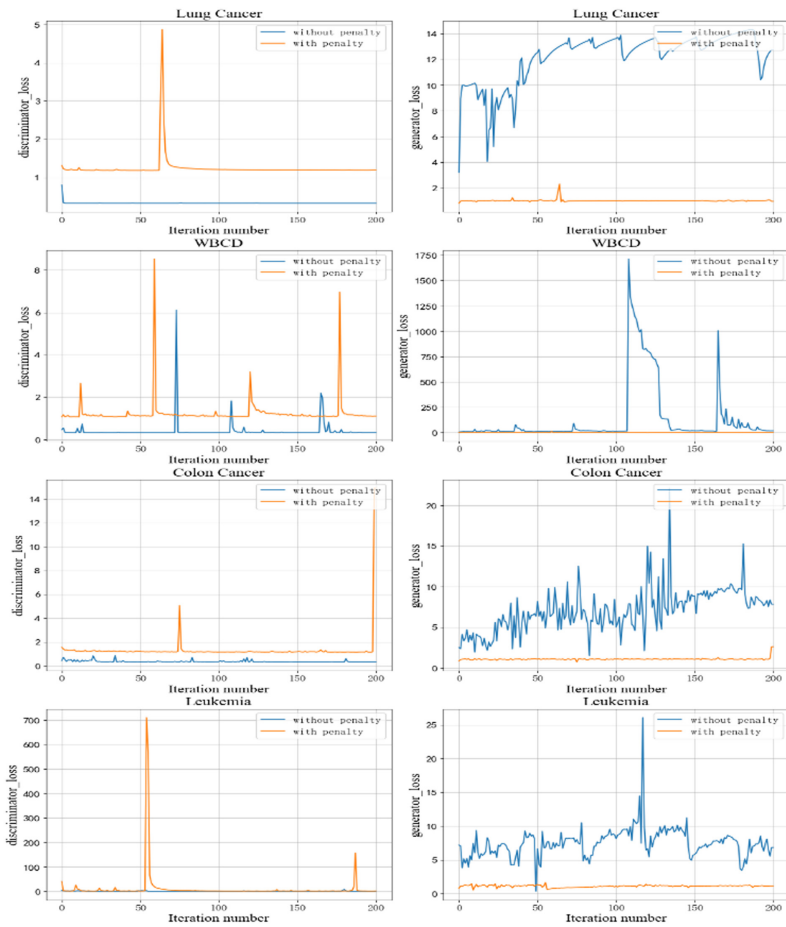 Lung Cancer
discriminator_loss
5
4
3
2
1
without penalty
with penalty
0 50 100 150 200
Iteration number
Lung Cancer
generator_loss
14
12
10
8
6
4
2
without penalty
with penalty
0 50 100 150 200
Iteration number
WBCD
discriminator_loss
8
6
4
2
0
without penalty
with penalty
0 50 100 150 200
Iteration number
WBCD
generator_loss
1750
1500
1250
1000
750
500
250
0
without penalty
with penalty
0 50 100 150 200
Iteration number
Colon Cancer
discriminator_loss
14
12
10
8
6
4
2
0
without penalty
with penalty
0 50 100 150 200
Iteration number
Colon Cancer
generator_loss
20
15
10
5
0
without penalty
with penalty
0 50 100 150 200
Iteration number
Leukemia
discriminator_loss
700
600
500
400
300
200
100
0
without penalty
with penalty
0 50 100 150 200
Iteration number
Leukemia
generator_loss
25
20
15
10
5
0
without penalty
with penalty
0 50 100 150 200
Iteration number